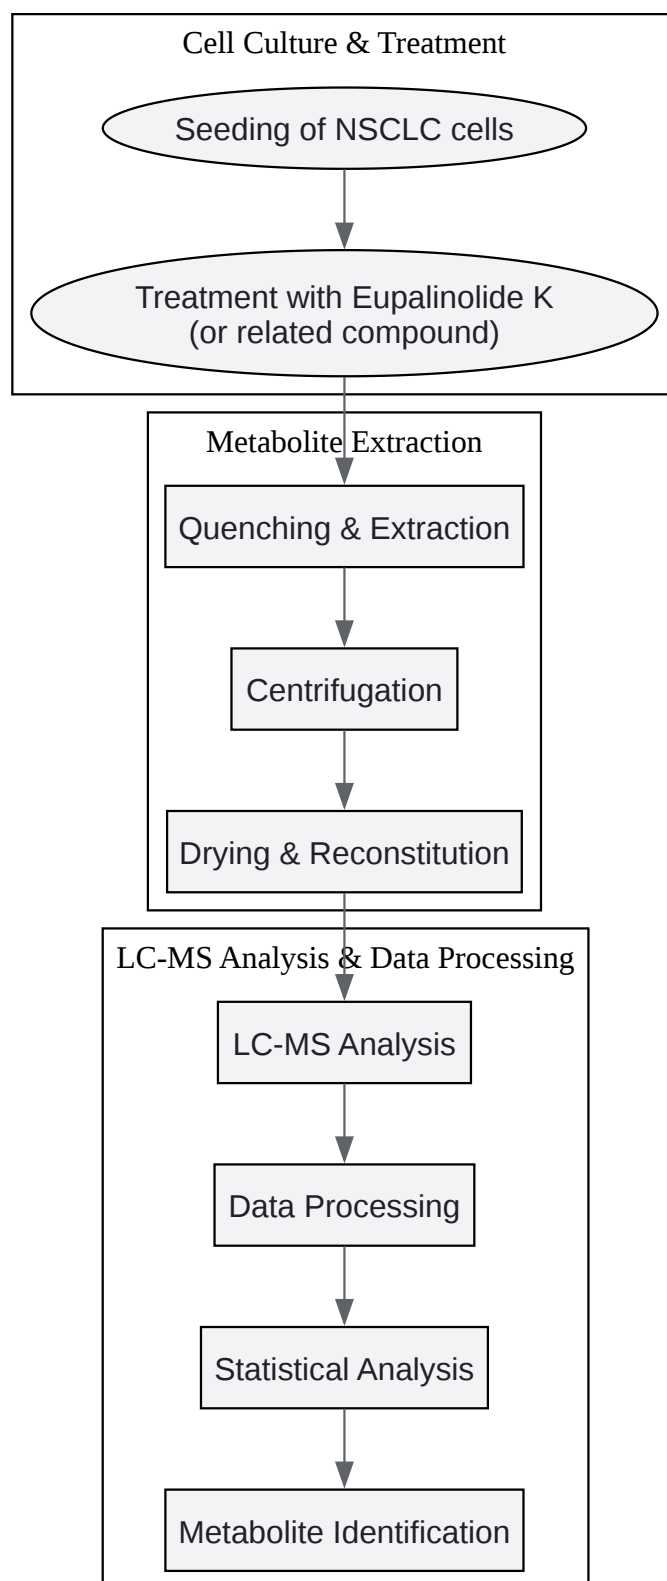 Cell Culture & Treatment
Seeding of NSCLC cells
Treatment with Eupalinolide K
(or related compound)
Metabolite Extraction
Quenching & Extraction
Centrifugation
Drying & Reconstitution
LC-MS Analysis & Data Processing
LC-MS Analysis
Data Processing
Statistical Analysis
Metabolite Identification